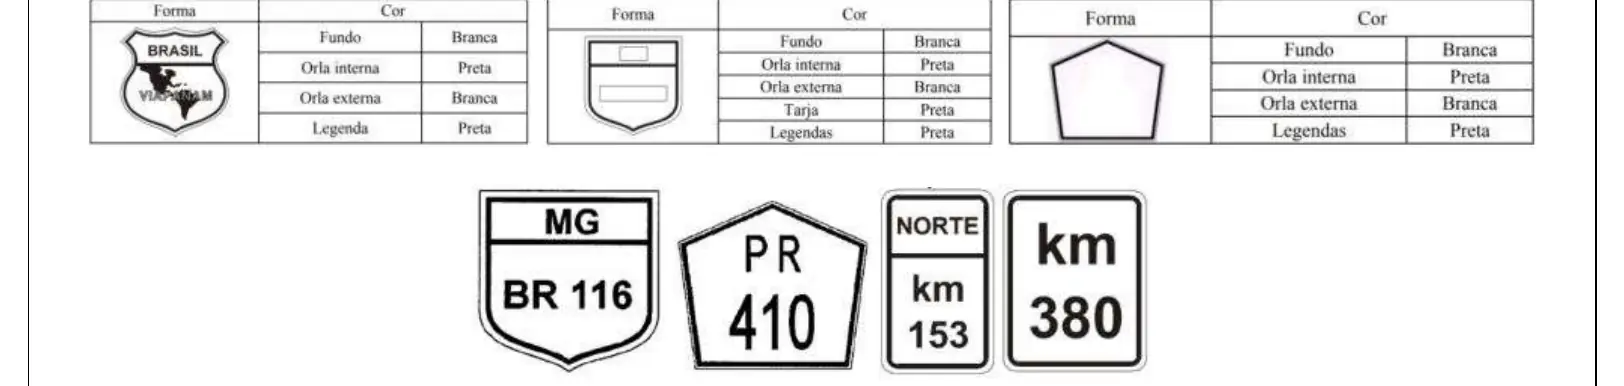 Forma Cor
BRASIL
VIAPANAM
Fundo Branca
Orla interna Preta
Orla externa Branca
Legenda Preta
Forma Cor
Fundo Branca
Orla interna Preta
Orla externa Branca
Tarja Preta
Legendas Preta
Forma Cor
Fundo Branca
Orla interna Preta
Orla externa Branca
Legendas Preta
MG
BR 116
PR
410
NORTE
km
153
km
380